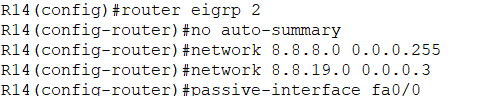 R14(config)#router eigrp 2
R14(config-router)#no auto-summary
R14(config-router)#network 8.8.8.0 0.0.0.255
R14(config-router)#network 8.8.19.0 0.0.0.3
R14(config-router)#passive-interface fa0/0